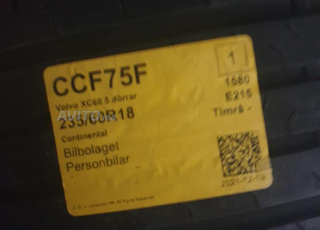 CCF75F
1
Volvo XC60 5 dörrar
1580
235/60R18
E215
Continental
Timrå -
Bilbolaget
Personbilar